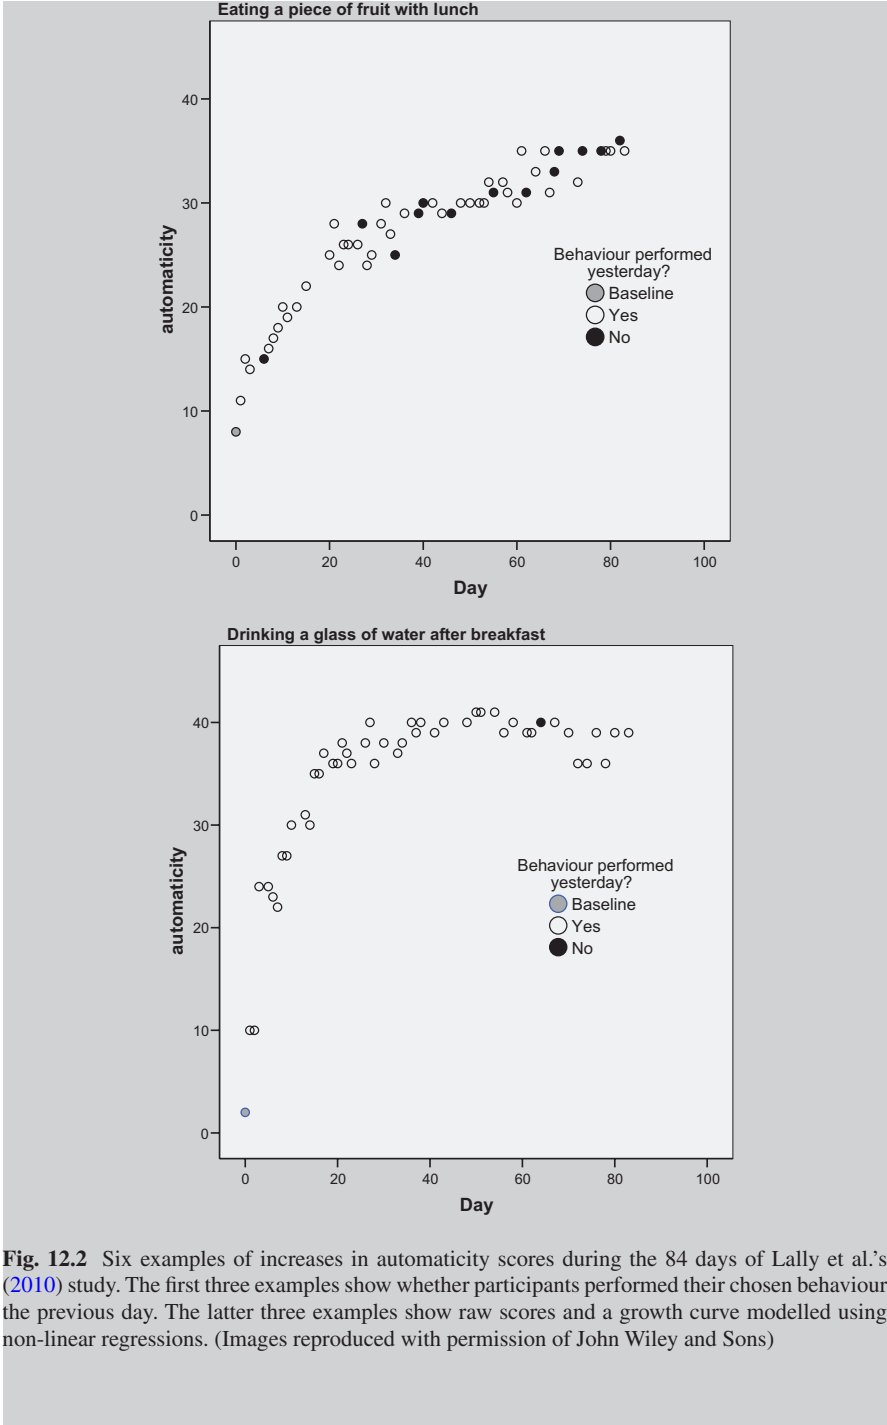 Eating a piece of fruit with lunch
40
30
20
10
0
automaticity
Behaviour performed
yesterday?
Baseline
Yes
No
0 20 40 60 80 100
Day
Drinking a glass of water after breakfast
40
30
20
10
0
automaticity
Behaviour performed
yesterday?
Baseline
Yes
No
0 20 40 60 80 100
Day
Fig. 12.2 Six examples of increases in automaticity scores during the 84 days of Lally et al.’s
(2010) study. The first three examples show whether participants performed their chosen behaviour
the previous day. The latter three examples show raw scores and a growth curve modelled using
non-linear regressions. (Images reproduced with permission of John Wiley and Sons)